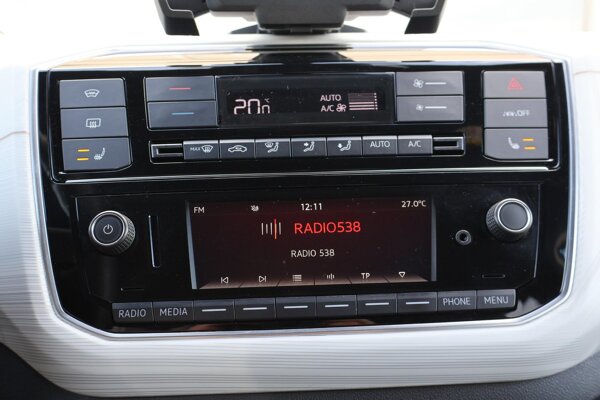 20.0 °C
AUTO
A/C
MAX
AUTO
A/C
OFF
FM 12:11 27.0°C
RADIO538
RADIO 538
TP
RADIO MEDIA PHONE MENU